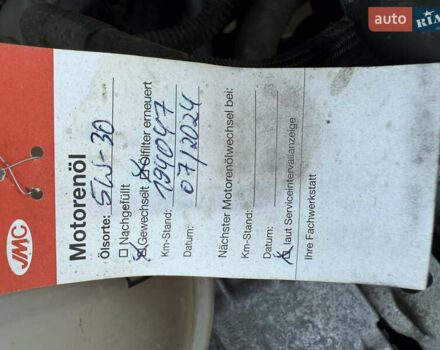 auto RIA
JMC
Motorenöl
Ölsorte: 5W-30
☐ Nachgefüllt
☒ Gewechselt ☒ Ölfilter erneuert
Km-Stand: 194047
Datum: 07/2024
Nächster Motorenölwechsel bei:
Km-Stand:
Datum:
☒ laut Serviceintervallanzeige
Ihre Fachwerkstatt